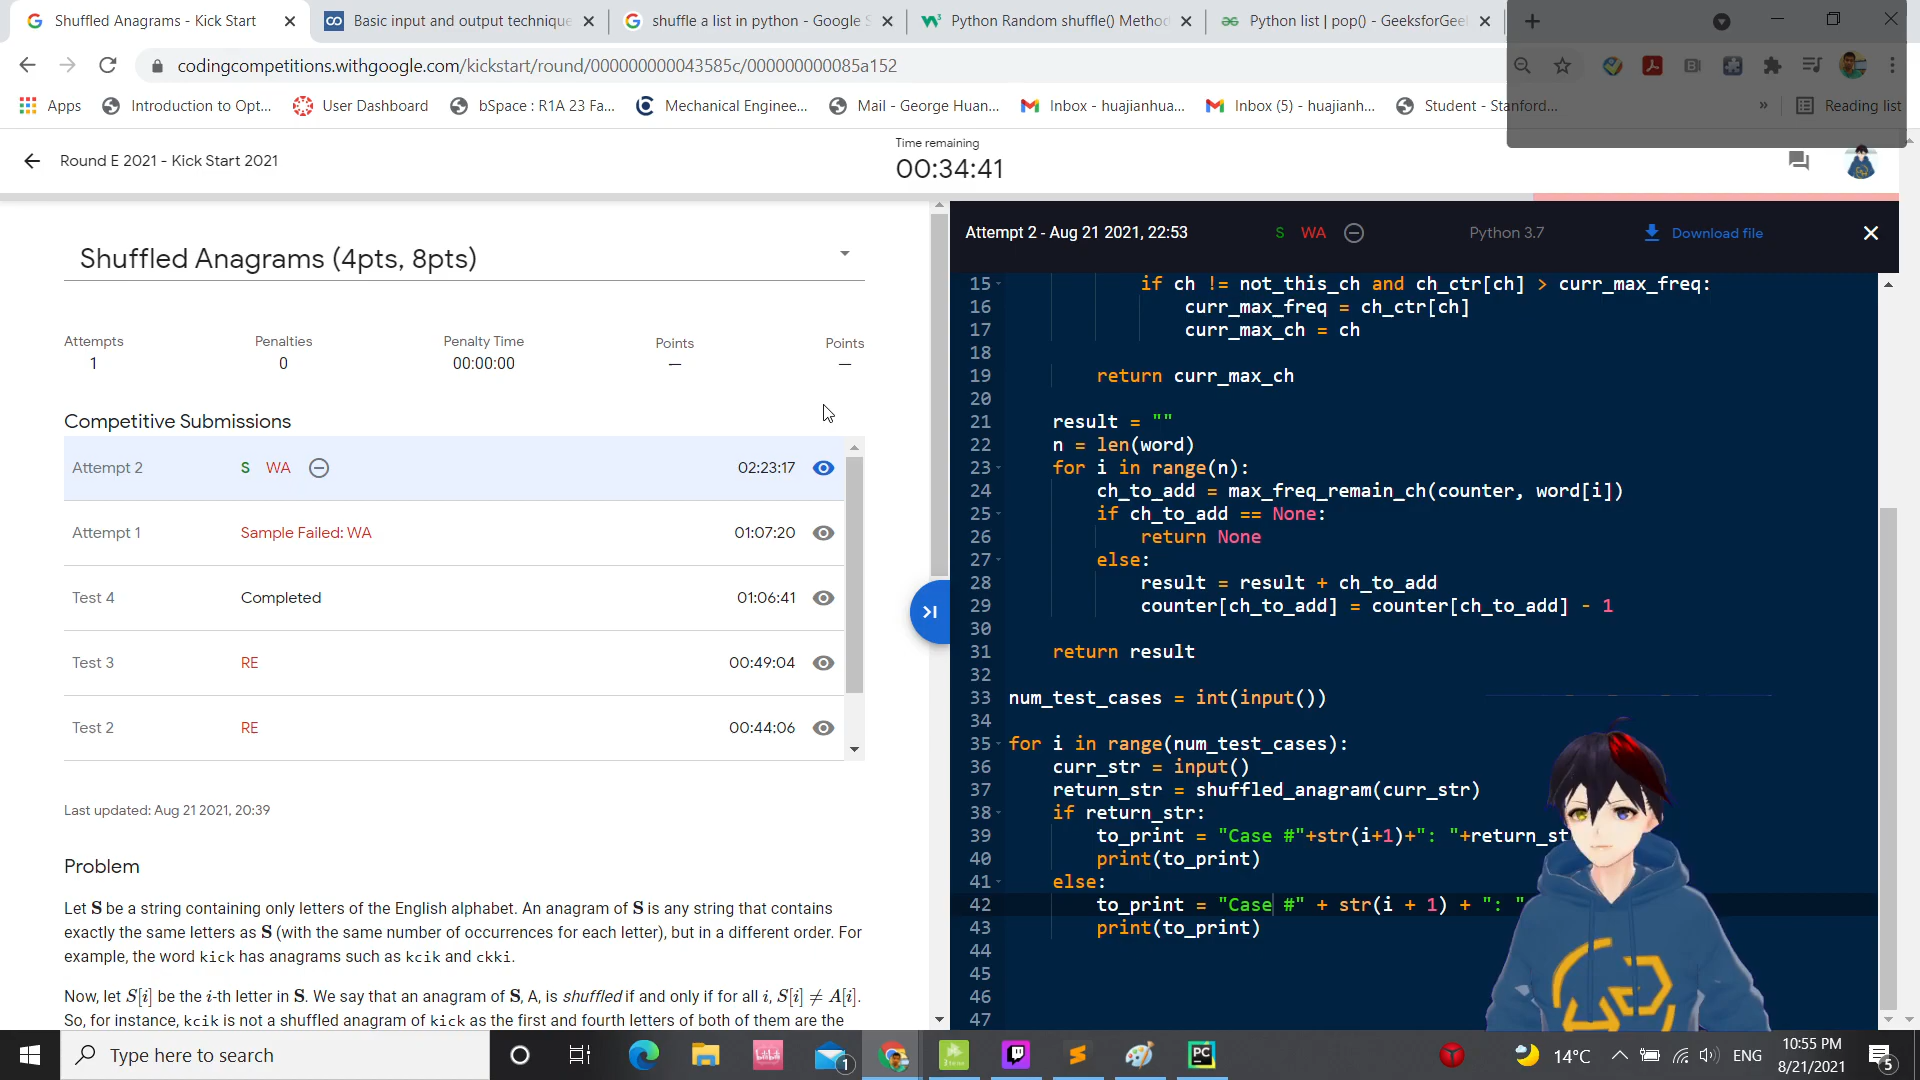 Shuffled Anagrams - Kick Start
Basic input and output technique
shuffle a list in python - Google S
Python Random shuffle() Metho
Python list | pop() - GeeksforGee
codingcompetitions.withgoogle.com/kickstart/round/000000000043585c/000000000085a152
Apps
Introduction to Opt...
User Dashboard
bSpace : R1A 23 Fa...
Mechanical Enginee...
Mail - George Huan...
Inbox - huajianhua...
Inbox (5) - huajianh...
Student - Stanford...
»
Reading list
Round E 2021 - Kick Start 2021
Time remaining
00:34:41
Shuffled Anagrams (4pts, 8pts)
Attempts
Penalties
Penalty Time
Points
Points
1
0
00:00:00
—
—
Competitive Submissions
Attempt 2 S WA 02:23:17
Attempt 1 Sample Failed: WA 01:07:20
Test 4 Completed 01:06:41
Test 3 RE 00:49:04
Test 2 RE 00:44:06
Last updated: Aug 21 2021, 20:39
Problem
Let S be a string containing only letters of the English alphabet. An anagram of S is any string that contains
exactly the same letters as S (with the same number of occurrences for each letter), but in a different order. For
example, the word kick has anagrams such as kcik and ckki.
Now, let S[i] be the i-th letter in S. We say that an anagram of S, A, is shuffled if and only if for all i, S[i] ≠ A[i].
So, for instance, kcik is not a shuffled anagram of kick as the first and fourth letters of both of them are the
Attempt 2 - Aug 21 2021, 22:53 S WA Python 3.7 Download file
15 if ch != not_this_ch and ch_ctr[ch] > curr_max_freq:
16 curr_max_freq = ch_ctr[ch]
17 curr_max_ch = ch
18
19 return curr_max_ch
20
21 result = ""
22 n = len(word)
23 for i in range(n):
24 ch_to_add = max_freq_remain_ch(counter, word[i])
25 if ch_to_add == None:
26 return None
27 else:
28 result = result + ch_to_add
29 counter[ch_to_add] = counter[ch_to_add] - 1
30
31 return result
32
33 num_test_cases = int(input())
34
35 for i in range(num_test_cases):
36 curr_str = input()
37 return_str = shuffled_anagram(curr_str)
38 if return_str:
39 to_print = "Case #"+str(i+1)+": "+return_st
40 print(to_print)
41 else:
42 to_print = "Case #" + str(i + 1) + ": "
43 print(to_print)
44
45
46
47
Type here to search
1
PC
14°C
ENG
10:55 PM
8/21/2021
5